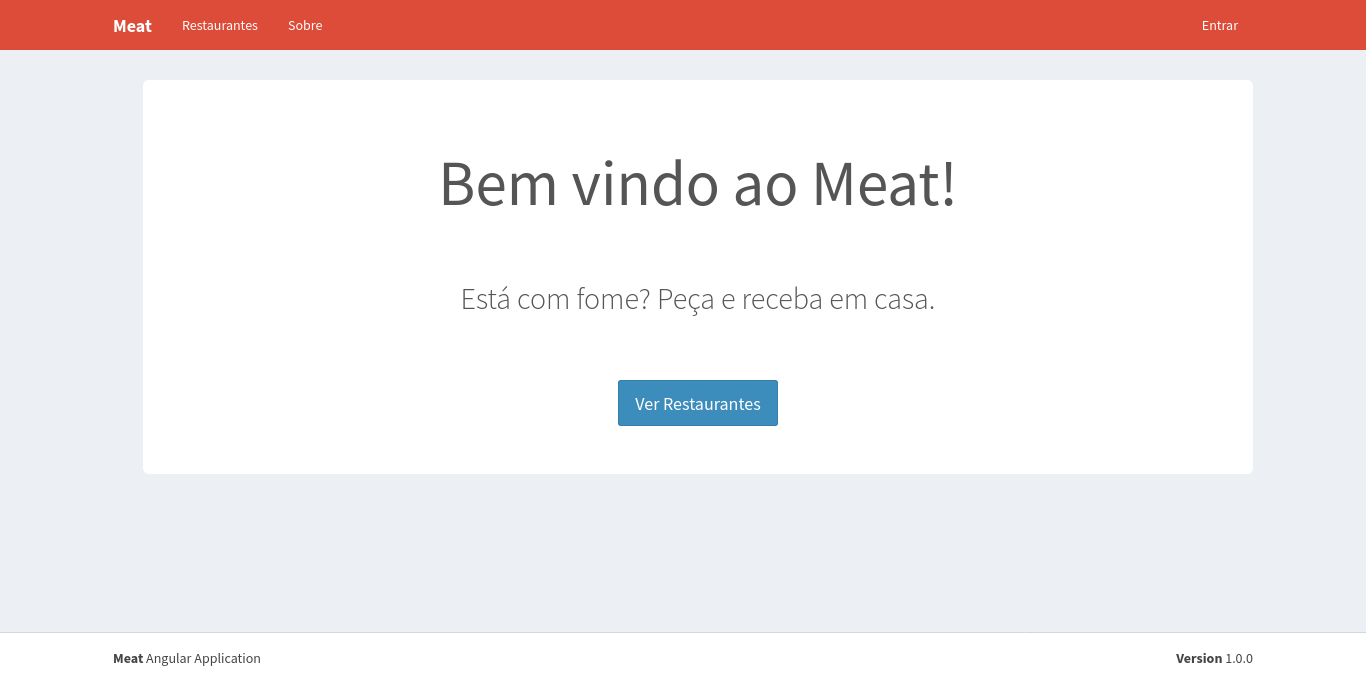 Meat Restaurantes Sobre Entrar
Bem vindo ao Meat!
Está com fome? Peça e receba em casa.
Ver Restaurantes
Meat Angular Application Version 1.0.0